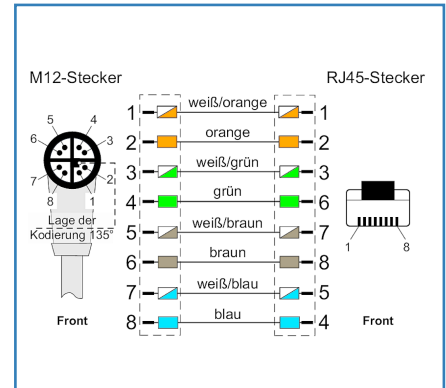 M12-Stecker
RJ45-Stecker
5 4
6 3
7 2
8 1
Lage der
Kodierung 135°
Front
1 weiß/orange 1
2 orange 2
3 weiß/grün 3
4 grün 6
5 weiß/braun 7
6 braun 8
7 weiß/blau 5
8 blau 4
1 8
Front